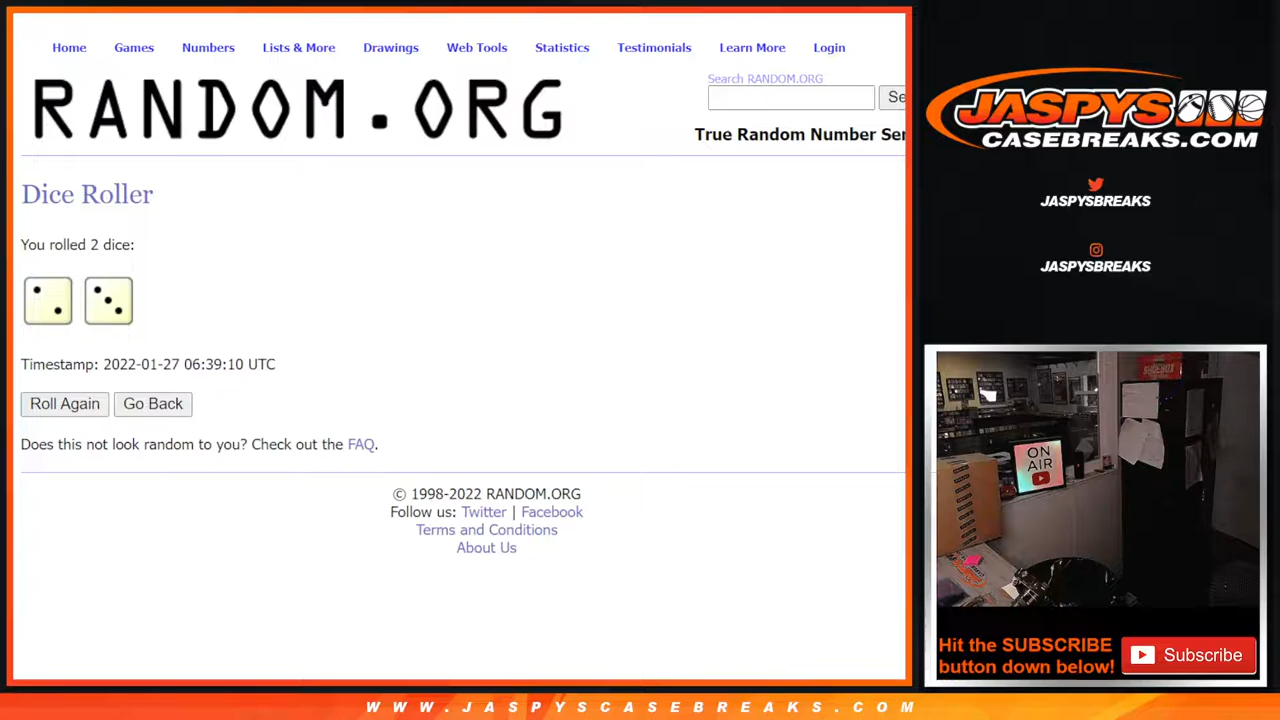 Home Games Numbers Lists & More Drawings Web Tools Statistics Testimonials Learn More Login
RANDOM.ORG
Search RANDOM.ORG
Se
True Random Number Ser
Dice Roller
You rolled 2 dice:
Timestamp: 2022-01-27 06:39:10 UTC
Roll Again Go Back
Does this not look random to you? Check out the FAQ.
© 1998-2022 RANDOM.ORG
Follow us: Twitter | Facebook
Terms and Conditions
About Us
JASPYS
CASEBREAKS.COM
JASPYSBREAKS
JASPYSBREAKS
SHOEBOX
ON
AIR
Hit the SUBSCRIBE
button down below!
Subscribe
WWW.JASPYSCASEBREAKS.COM